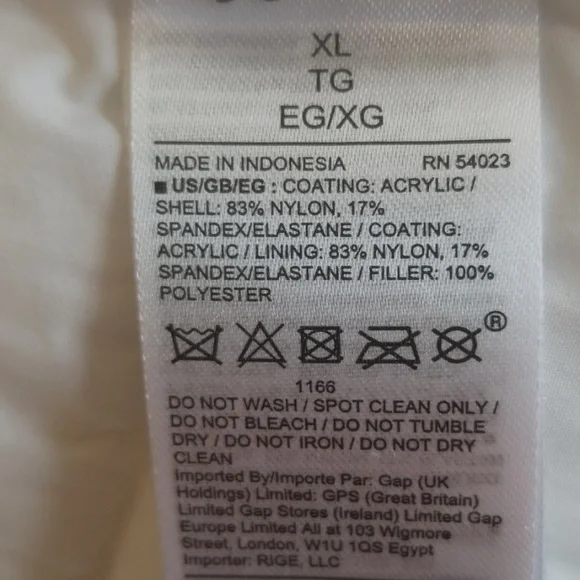 XL
TG
EG/XG
MADE IN INDONESIA RN 54023
■ US/GB/EG : COATING: ACRYLIC /
SHELL: 83% NYLON, 17%
SPANDEX/ELASTANE / COATING:
ACRYLIC / LINING: 83% NYLON, 17%
SPANDEX/ELASTANE / FILLER: 100%
POLYESTER
®
1166
DO NOT WASH / SPOT CLEAN ONLY /
DO NOT BLEACH / DO NOT TUMBLE
DRY / DO NOT IRON / DO NOT DRY
CLEAN
Imported By/Importe Par: Gap (UK
Holdings) Limited: GPS (Great Britain)
Limited Gap Stores (Ireland) Limited Gap
Europe Limited All at 103 Wigmore
Street, London, W1U 1QS Egypt
Importer: RIGE, LLC